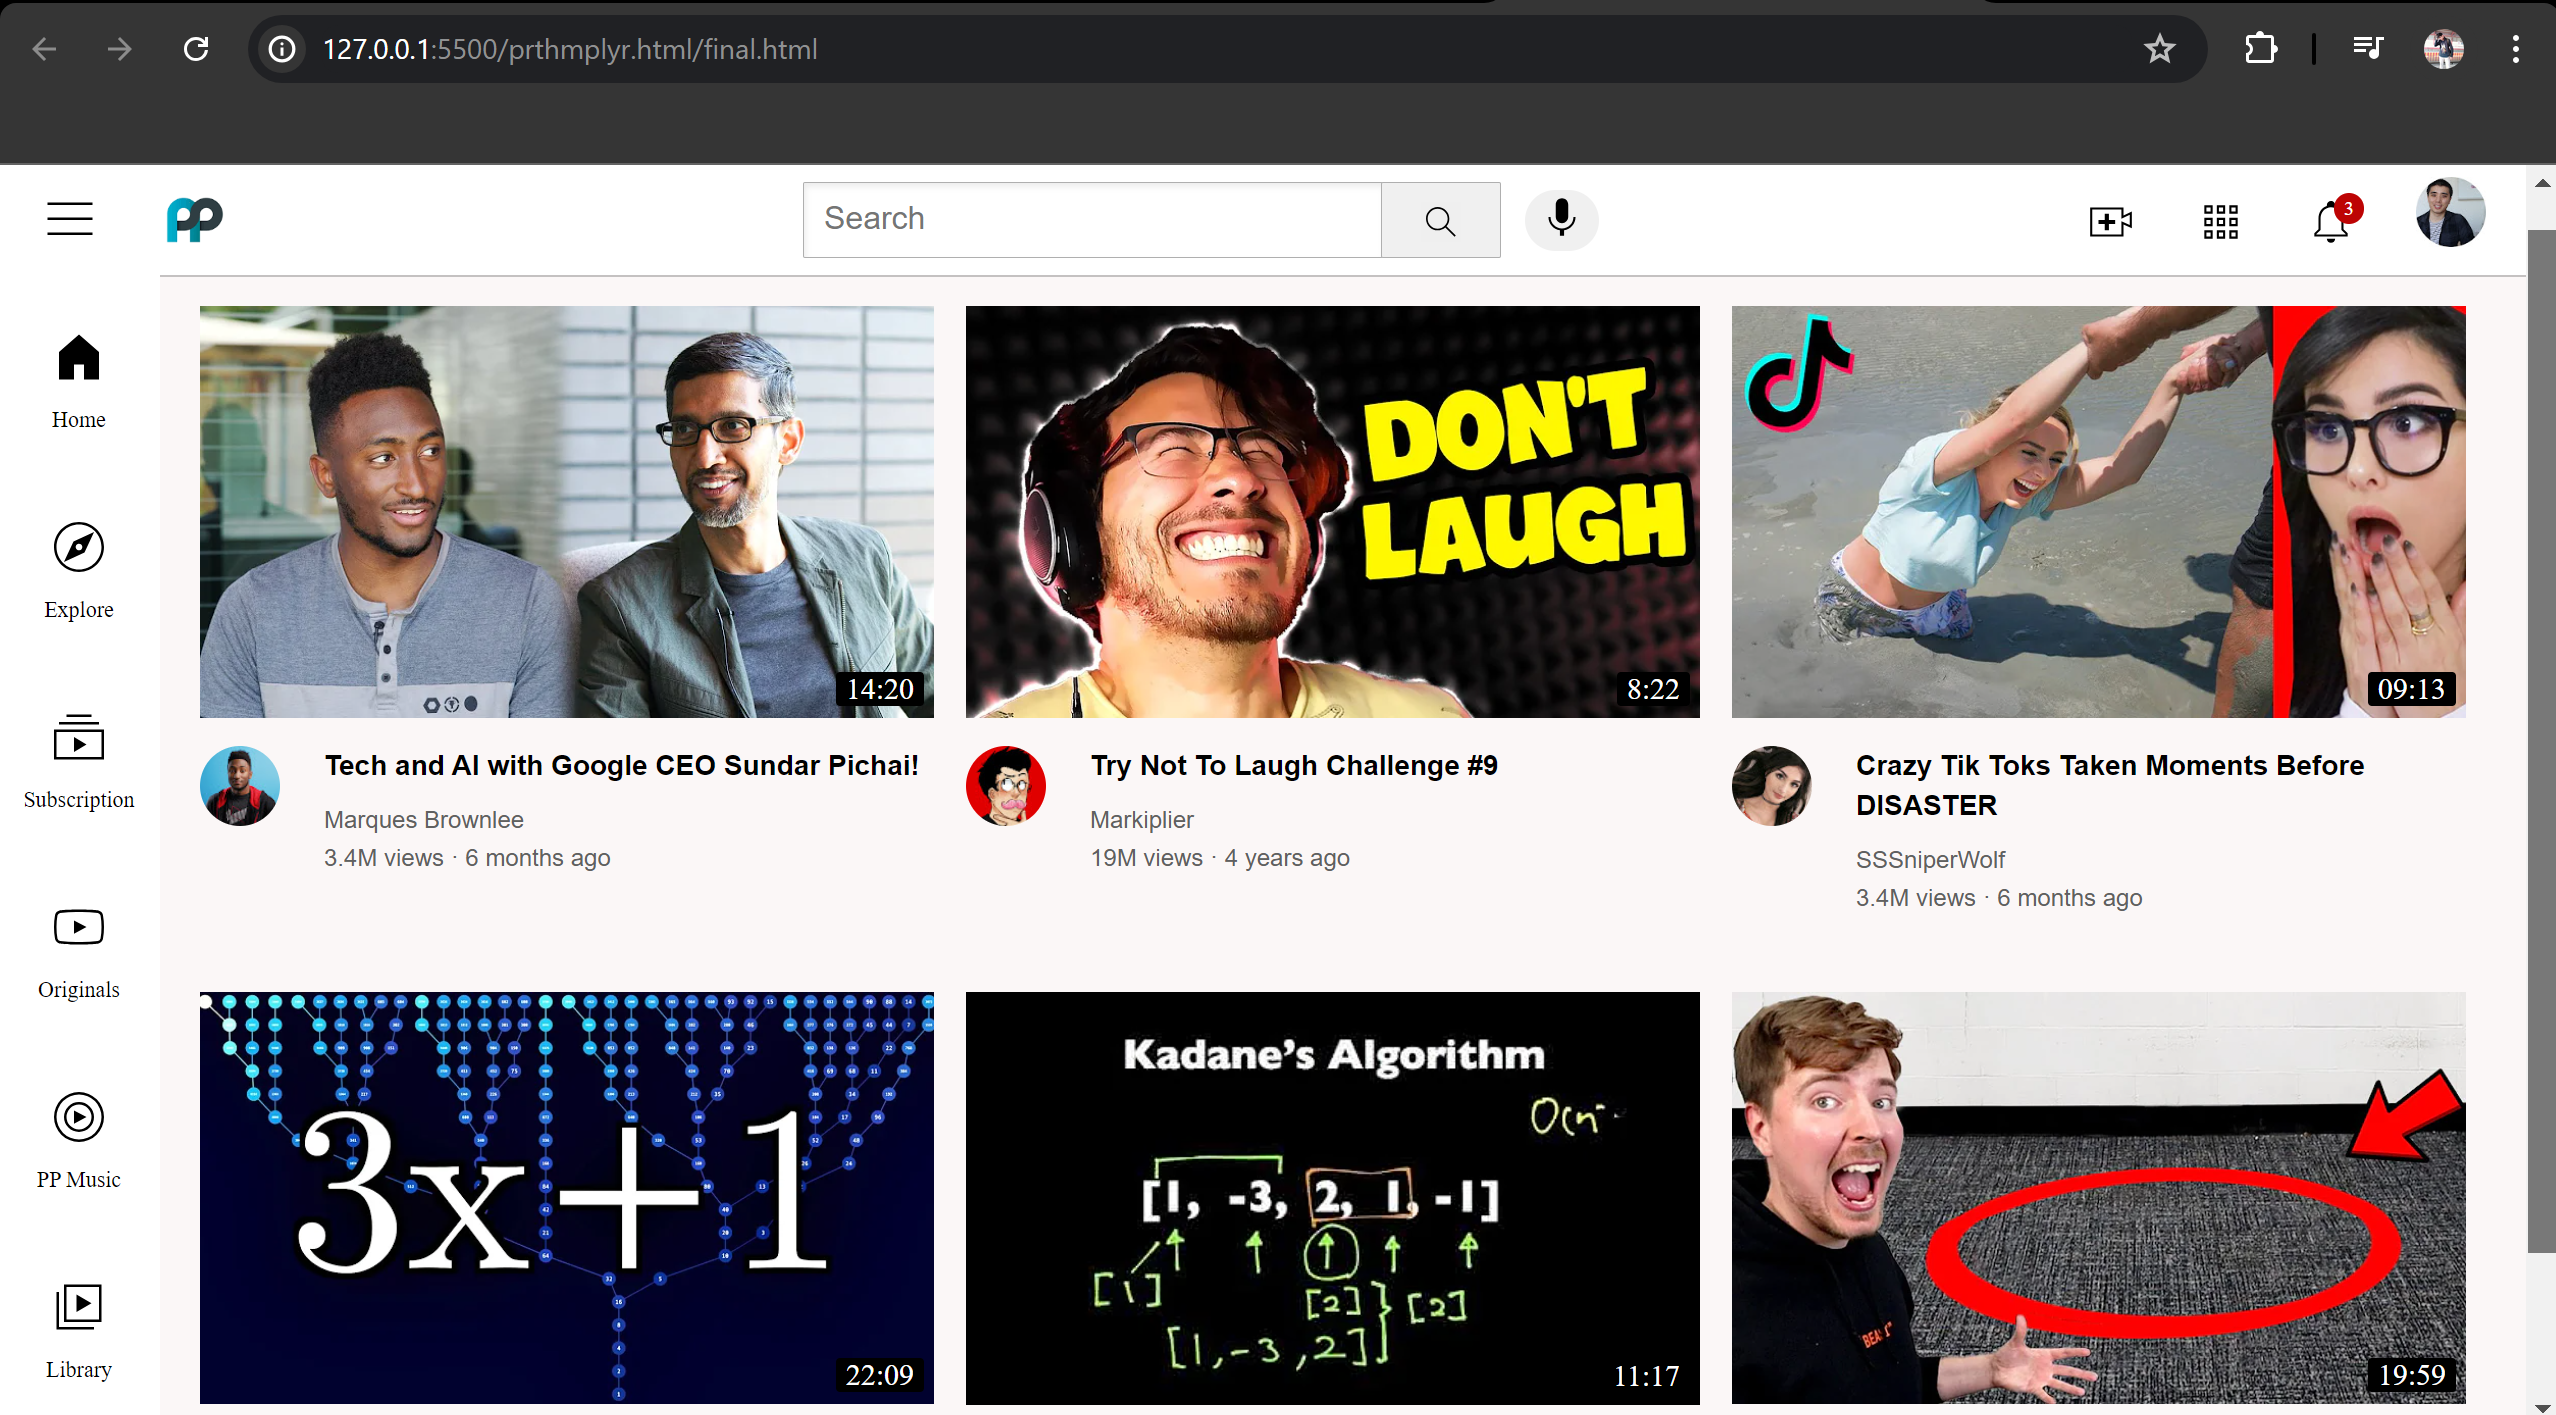 127.0.0.1:5500/prthmplyr.html/final.html
PP
Search
3
Home
Explore
Subscription
Originals
PP Music
Library
14:20
Tech and AI with Google CEO Sundar Pichai!
Marques Brownlee
3.4M views · 6 months ago
DON'T
LAUGH
8:22
Try Not To Laugh Challenge #9
Markiplier
19M views · 4 years ago
09:13
Crazy Tik Toks Taken Moments Before
DISASTER
SSSniperWolf
3.4M views · 6 months ago
3x+1
22:09
Kadane's Algorithm
O(n
[1, -3, 2, 1, -1]
[1]
[2] } [2]
[1, -3, 2]
11:17
19:59